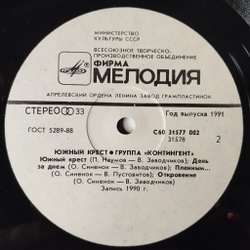 МИНИСТЕРСТВО
КУЛЬТУРЫ СССР
ВСЕСОЮЗНОЕ ТВОРЧЕСКО-
ПРОИЗВОДСТВЕННОЕ ОБЪЕДИНЕНИЕ
ФИРМА
МЕЛОДИЯ
АПРЕЛЕВСКИЙ ОРДЕНА ЛЕНИНА ЗАВОД ГРАМПЛАСТИНОК
СТЕРЕО 33
Год выпуска 1991
ГОСТ 5289-88
С60 31577 002
31578 2
ЮЖНЫЙ КРЕСТ • ГРУППА «КОНТИНГЕНТ»
Южный крест (П. Наумов — В. Заводчиков). День
за днем (О. Синенок — В. Заводчиков). Пленным...
(О. Синенок — В. Пустовитов). Откровение
(О. Синенок — В. Заводчиков)
Запись 1990 г.